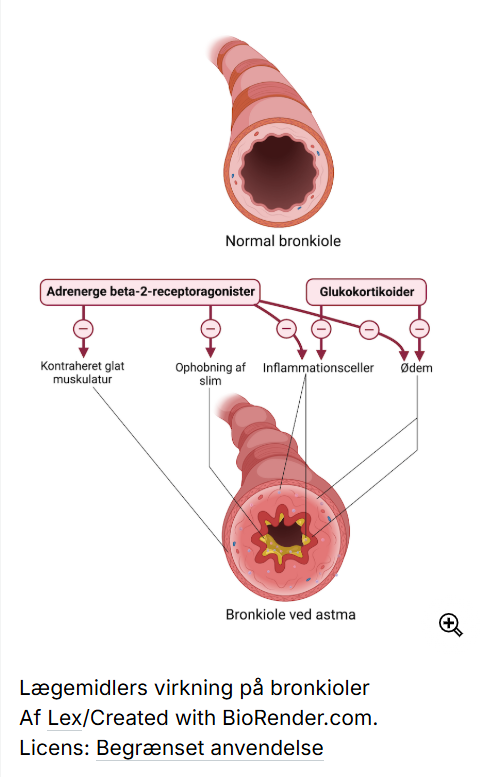 Normal bronkiole
Adrenerge beta-2-receptoragonister
Glukokortikoider
Kontraheret glat
muskulatur
Ophobning af
slim
Inflammationsceller
Ødem
Bronkiole ved astma
Lægemidlers virkning på bronkioler
Af Lex/Created with BioRender.com.
Licens: Begrænset anvendelse